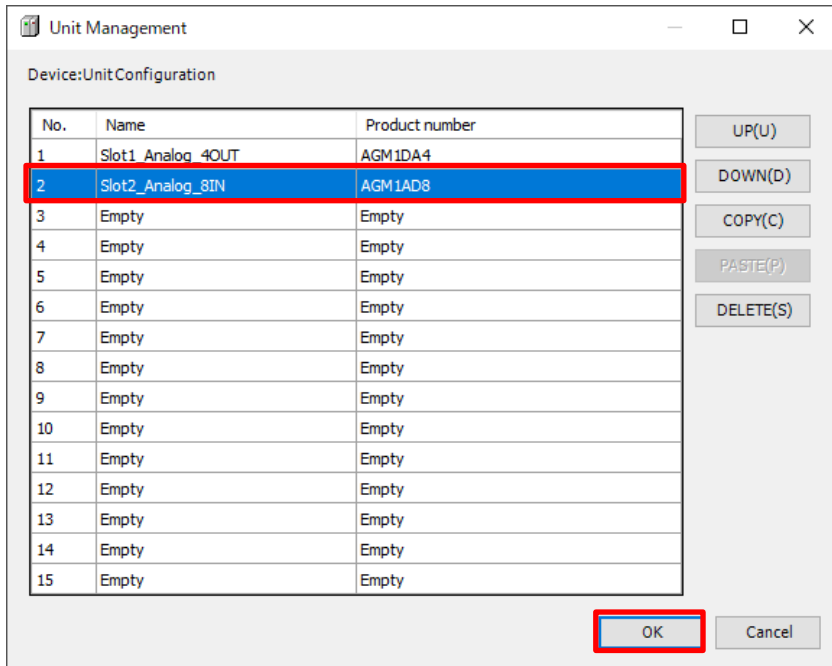 Unit Management
Device:UnitConfiguration
No. Name Product number
1 Slot1_Analog_4OUT AGM1DA4
2 Slot2_Analog_8IN AGM1AD8
3 Empty Empty
4 Empty Empty
5 Empty Empty
6 Empty Empty
7 Empty Empty
8 Empty Empty
9 Empty Empty
10 Empty Empty
11 Empty Empty
12 Empty Empty
13 Empty Empty
14 Empty Empty
15 Empty Empty
UP(U)
DOWN(D)
COPY(C)
PASTE(P)
DELETE(S)
OK Cancel